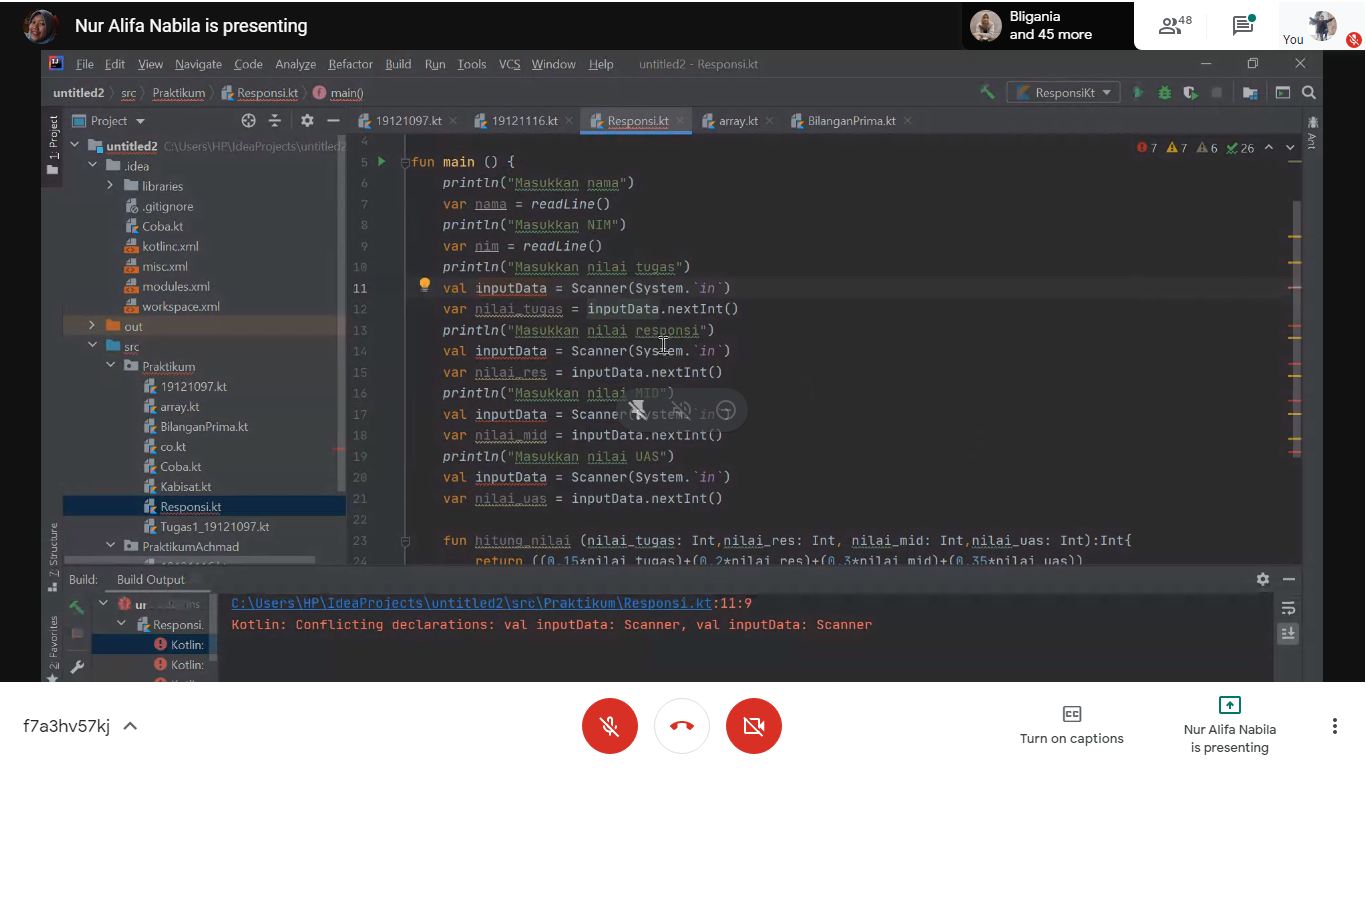 Nur Alifa Nabila is presenting
Bligania
and 45 more
48
You
File Edit View Navigate Code Analyze Refactor Build Run Tools VCS Window Help untitled2 - Responsi.kt
untitled2 src Praktikum Responsi.kt main()
ResponsiKt
1: Project
Project
19121097.kt 19121116.kt Responsi.kt array.kt BilanganPrima.kt
Ant
7 7 6 26
untitled2 C:\Users\HP\IdeaProjects\untitled2
.idea
libraries
.gitignore
Coba.kt
kotlinc.xml
misc.xml
modules.xml
workspace.xml
out
src
Praktikum
19121097.kt
array.kt
BilanganPrima.kt
co.kt
Coba.kt
Kabisat.kt
Responsi.kt
Tugas1_19121097.kt
PraktikumAchmad
4
5 fun main () {
6 println("Masukkan nama")
7 var nama = readLine()
8 println("Masukkan NIM")
9 var nim = readLine()
10 println("Masukkan nilai tugas")
11 val inputData = Scanner(System.`in`)
12 var nilai_tugas = inputData.nextInt()
13 println("Masukkan nilai responsi")
14 val inputData = Scanner(System.`in`)
15 var nilai_res = inputData.nextInt()
16 println("Masukkan nilai MID")
17 val inputData = Scanner(System.`in`)
18 var nilai_mid = inputData.nextInt()
19 println("Masukkan nilai UAS")
20 val inputData = Scanner(System.`in`)
21 var nilai_uas = inputData.nextInt()
22
23 fun hitung_nilai (nilai_tugas: Int,nilai_res: Int, nilai_mid: Int,nilai_uas: Int):Int{
24 return ((0.15*nilai_tugas)+(0.2*nilai_res)+(0.3*nilai_mid)+(0.35*nilai_uas))
7: Structure
2: Favorites
Build: Build Output
Responsi.
Kotlin:
Kotlin:
C:\Users\HP\IdeaProjects\untitled2\src\Praktikum\Responsi.kt:11:9
Kotlin: Conflicting declarations: val inputData: Scanner, val inputData: Scanner
f7a3hv57kj
Turn on captions
Nur Alifa Nabila
is presenting